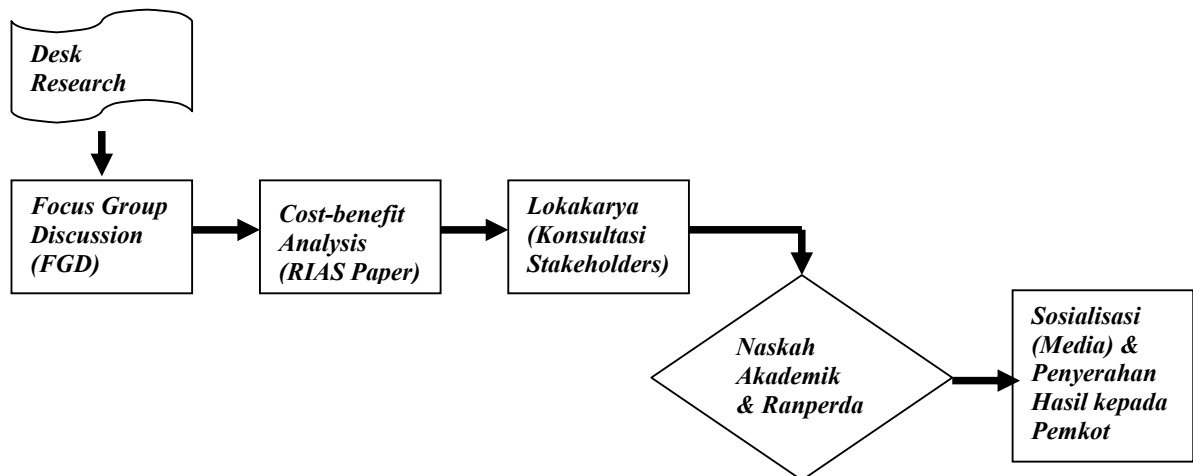 Desk
Research
Focus Group
Discussion
(FGD)
Cost-benefit
Analysis
(RIAS Paper)
Lokakarya
(Konsultasi
Stakeholders)
Naskah
Akademik
& Ranperda
Sosialisasi
(Media) &
Penyerahan
Hasil kepada
Pemkot